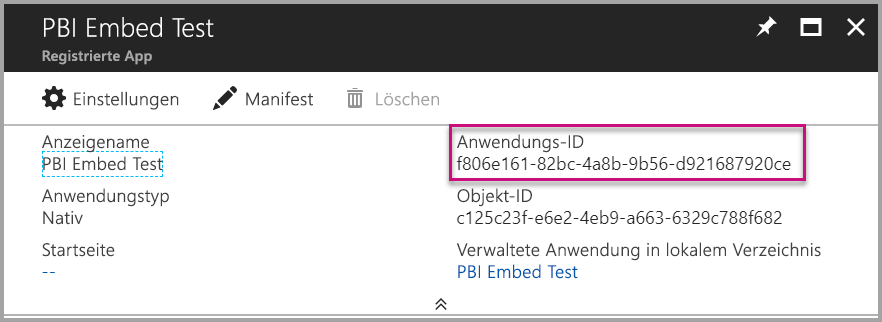 PBI Embed Test
Registrierte App
Einstellungen Manifest Löschen
Anzeigename
PBI Embed Test
Anwendungs-ID
f806e161-82bc-4a8b-9b56-d921687920ce
Anwendungstyp
Nativ
Objekt-ID
c125c23f-e6e2-4eb9-a663-6329c788f682
Startseite
--
Verwaltete Anwendung in lokalem Verzeichnis
PBI Embed Test